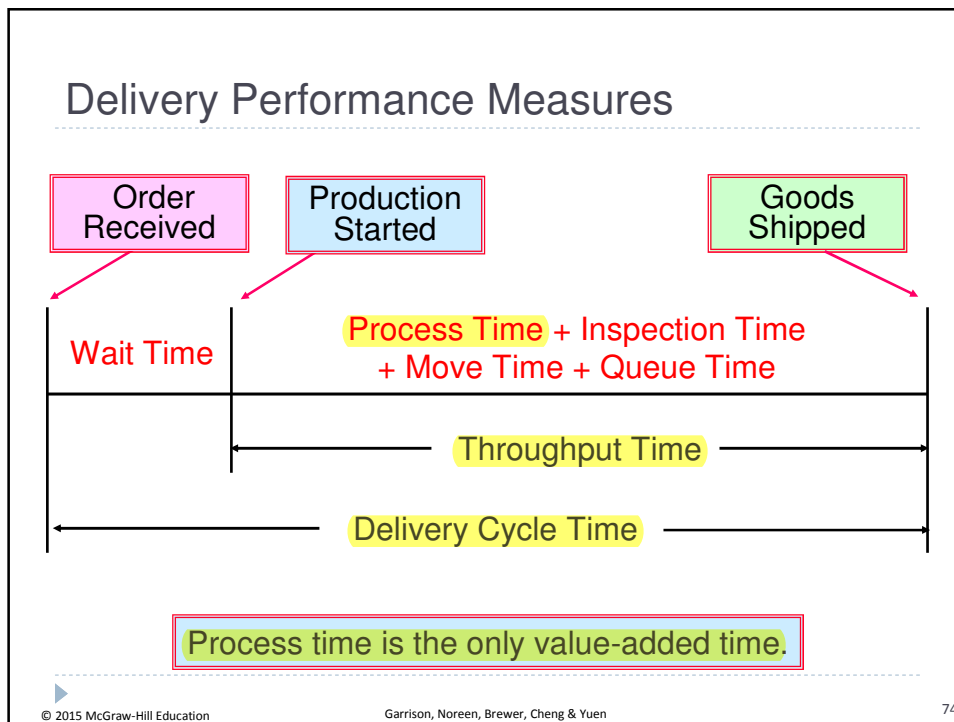 Delivery Performance Measures
Order
Received
Production
Started
Goods
Shipped
Wait Time
Process Time + Inspection Time
+ Move Time + Queue Time
Throughput Time
Delivery Cycle Time
Process time is the only value-added time.
© 2015 McGraw-Hill Education
Garrison, Noreen, Brewer, Cheng & Yuen
74